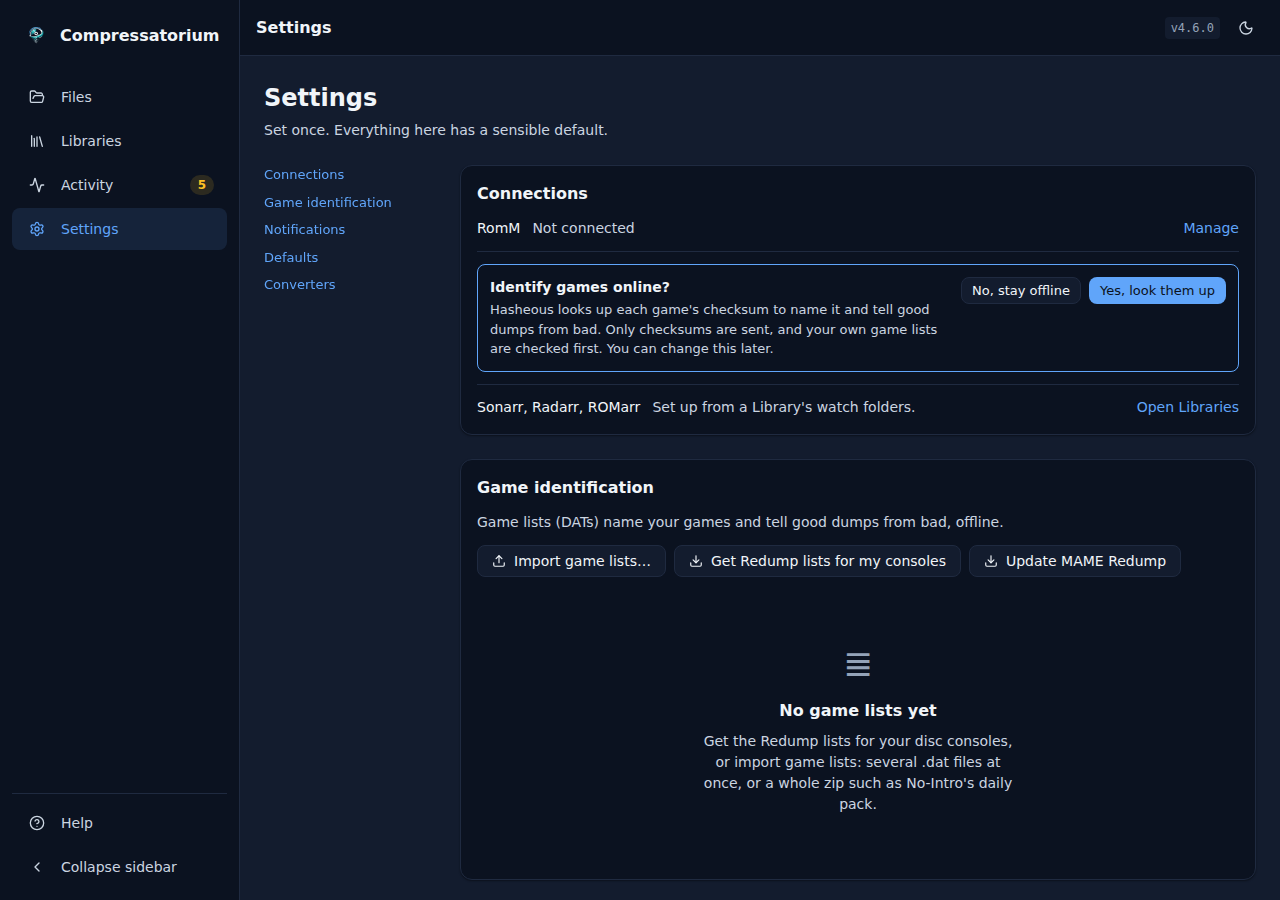 Compressatorium
Files
Libraries
Activity
5
Settings
Help
Collapse sidebar
Settings
v4.6.0
Settings
Set once. Everything here has a sensible default.
Connections
Game identification
Notifications
Defaults
Converters
Connections
RomM Not connected
Manage
Identify games online?
Hasheous looks up each game's checksum to name it and tell good
dumps from bad. Only checksums are sent, and your own game lists
are checked first. You can change this later.
No, stay offline
Yes, look them up
Sonarr, Radarr, ROMarr Set up from a Library's watch folders.
Open Libraries
Game identification
Game lists (DATs) name your games and tell good dumps from bad, offline.
Import game lists...
Get Redump lists for my consoles
Update MAME Redump
No game lists yet
Get the Redump lists for your disc consoles,
or import game lists: several .dat files at
once, or a whole zip such as No-Intro's daily
pack.